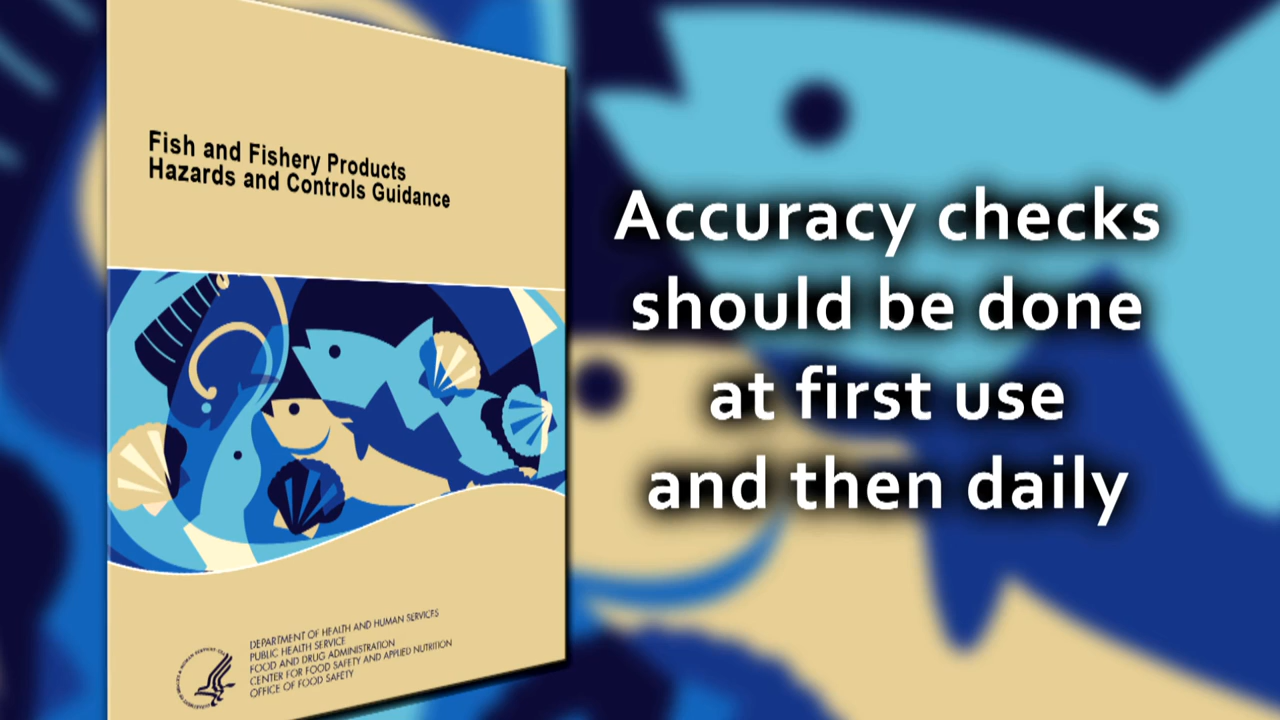 Fish and Fishery Products
Hazards and Controls Guidance
DEPARTMENT OF HEALTH AND HUMAN SERVICES
PUBLIC HEALTH SERVICE
FOOD AND DRUG ADMINISTRATION
CENTER FOR FOOD SAFETY AND APPLIED NUTRITION
OFFICE OF FOOD SAFETY
Accuracy checks
should be done
at first use
and then daily